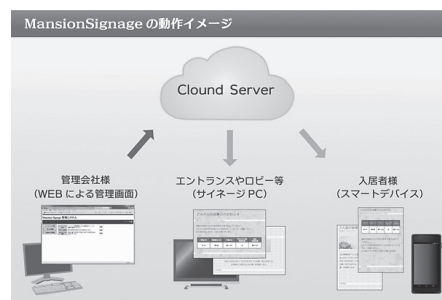 MansionSignage の動作イメージ
Clound Server
管理会社様
(WEB による管理画面)
エントランスやロビー等
(サイネージ PC)
入居者様
(スマートデバイス)